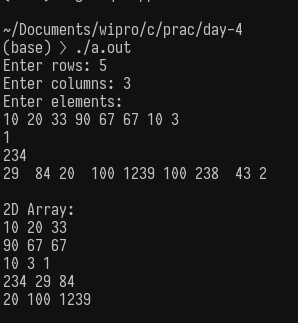 ~/Documents/wipro/c/prac/day-4
(base) > ./a.out
Enter rows: 5
Enter columns: 3
Enter elements:
10 20 33 90 67 67 10 3
1
234
29  84 20  100 1239 100 238  43 2

2D Array:
10 20 33
90 67 67
10 3 1
234 29 84
20 100 1239